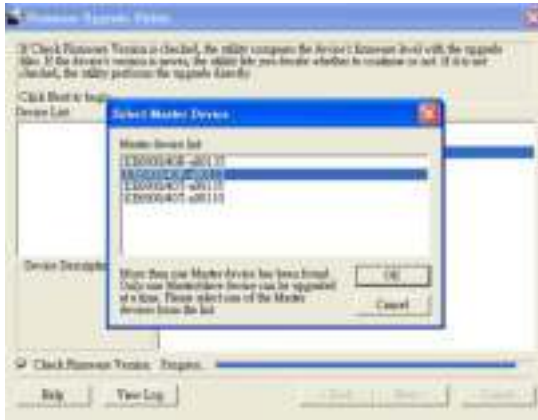 Firmware Upgrade Utility
If Check Firmware Version is checked, the utility compares the device's firmware level with the upgrade
files. If the device's version is newer, the utility lets you decide whether to continue or not. If it is not
checked, the utility performs the upgrade directly.
Click Next to begin
Device List
Select Master Device
Master device list
More than one Master device has been found.
Only one Master/slave device can be upgraded
at a time. Please select one of the Master
devices from the list
OK
Cancel
Device Descripti
Check Firmware Version Progress:
Help
View Log